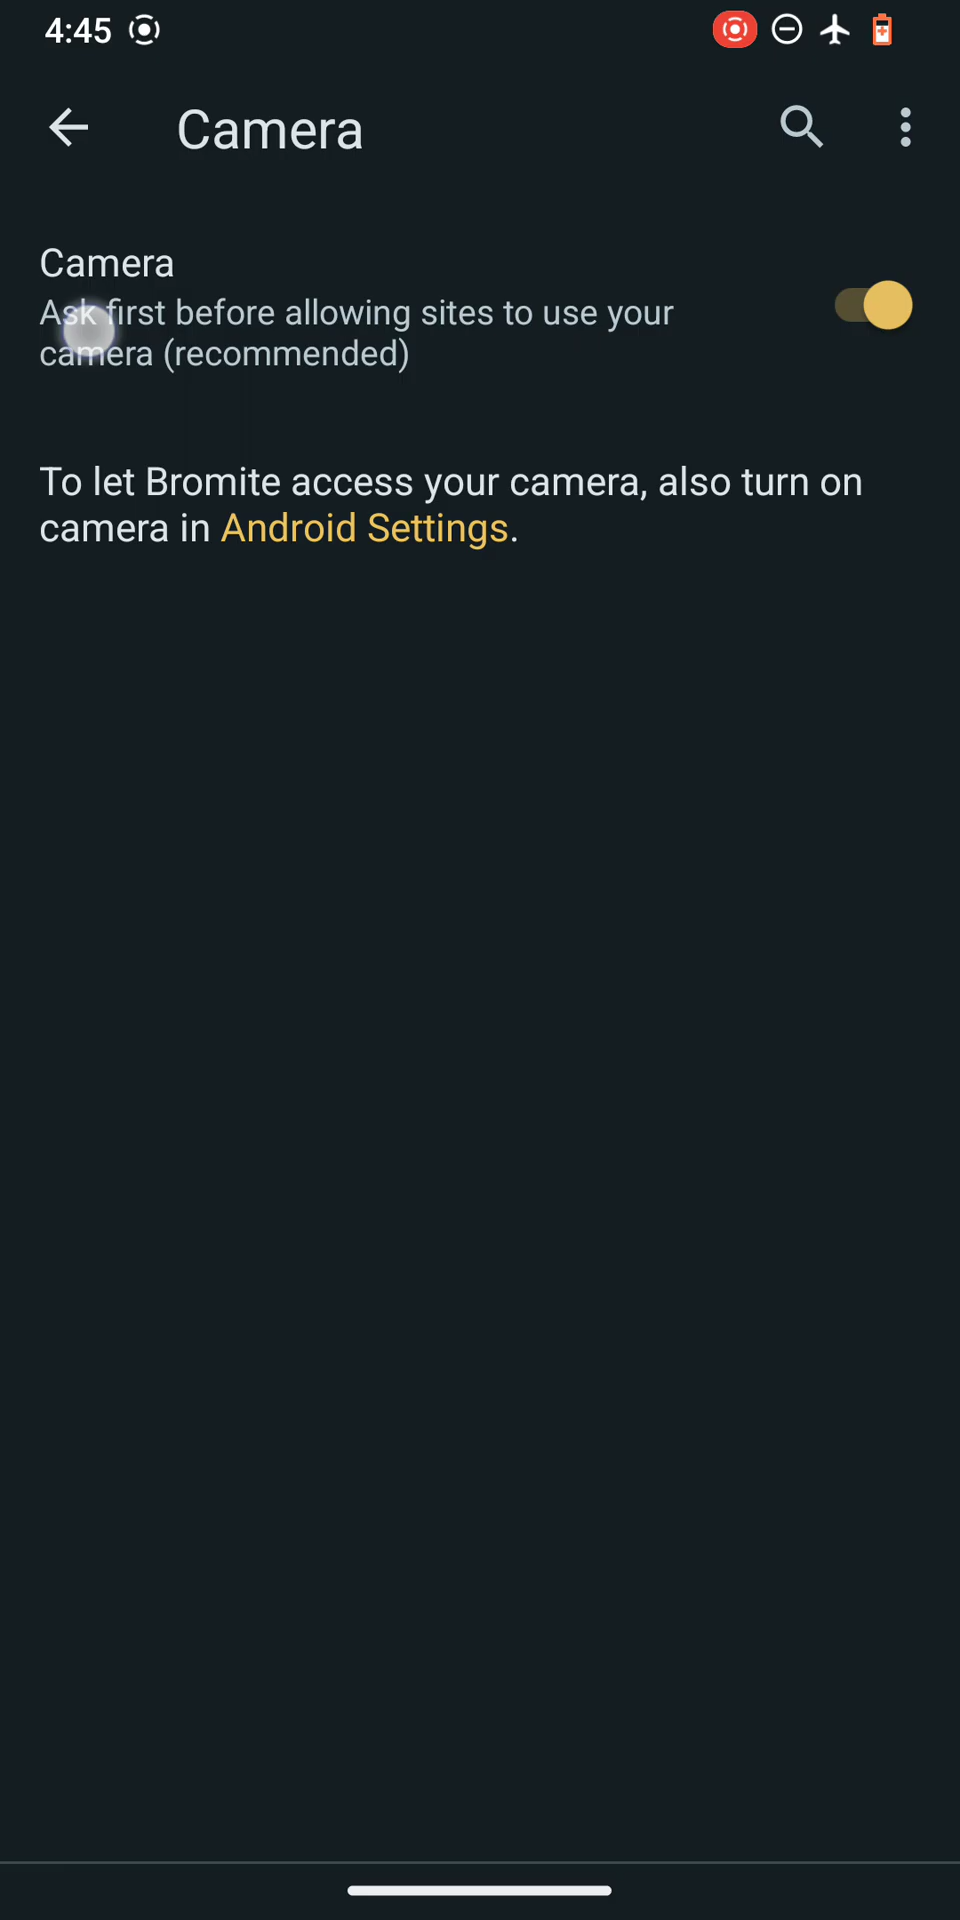 4:45
Camera
Camera
Ask first before allowing sites to use your
camera (recommended)
To let Bromite access your camera, also turn on
camera in Android Settings.